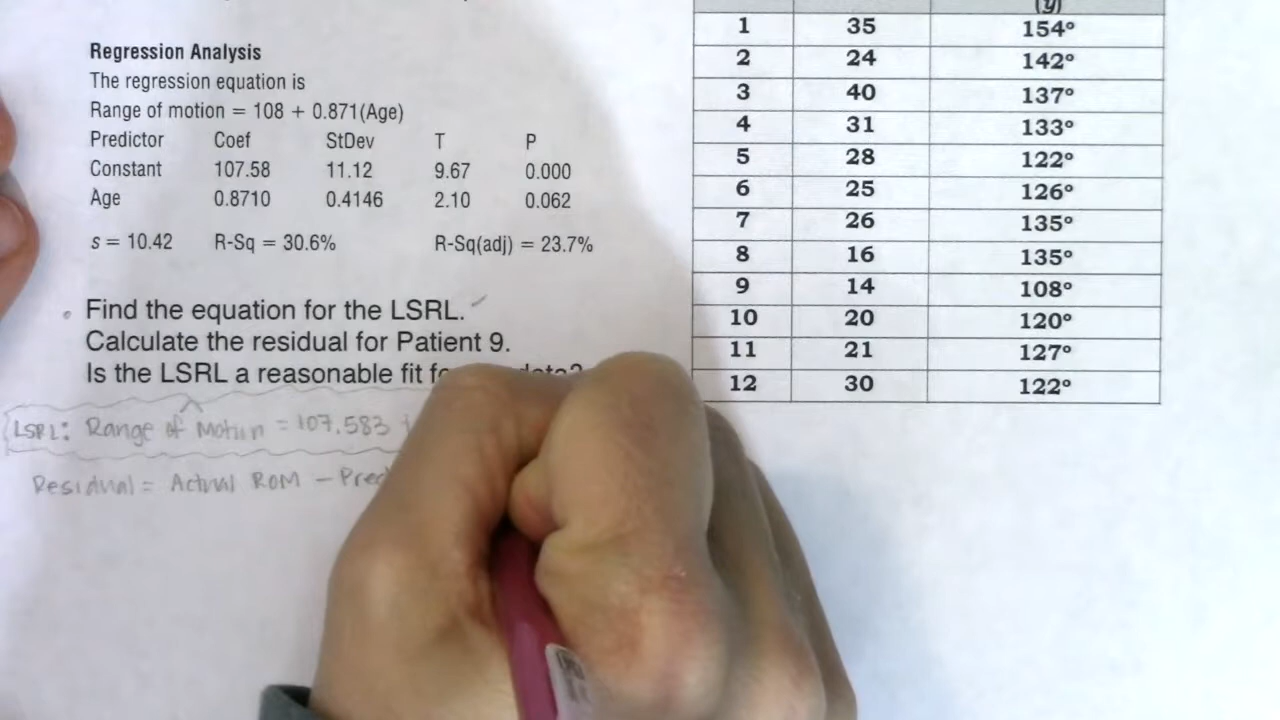 (y)
Regression Analysis
The regression equation is
Range of motion = 108 + 0.871(Age)
Predictor Coef StDev T P
Constant 107.58 11.12 9.67 0.000
Age 0.8710 0.4146 2.10 0.062
s = 10.42 R-Sq = 30.6% R-Sq(adj) = 23.7%
Find the equation for the LSRL.
Calculate the residual for Patient 9.
Is the LSRL a reasonable fit
LSRL: Range of Motion = 107.583
Residual = Actual ROM -
1 35 154°
2 24 142°
3 40 137°
4 31 133°
5 28 122°
6 25 126°
7 26 135°
8 16 135°
9 14 108°
10 20 120°
11 21 127°
12 30 122°